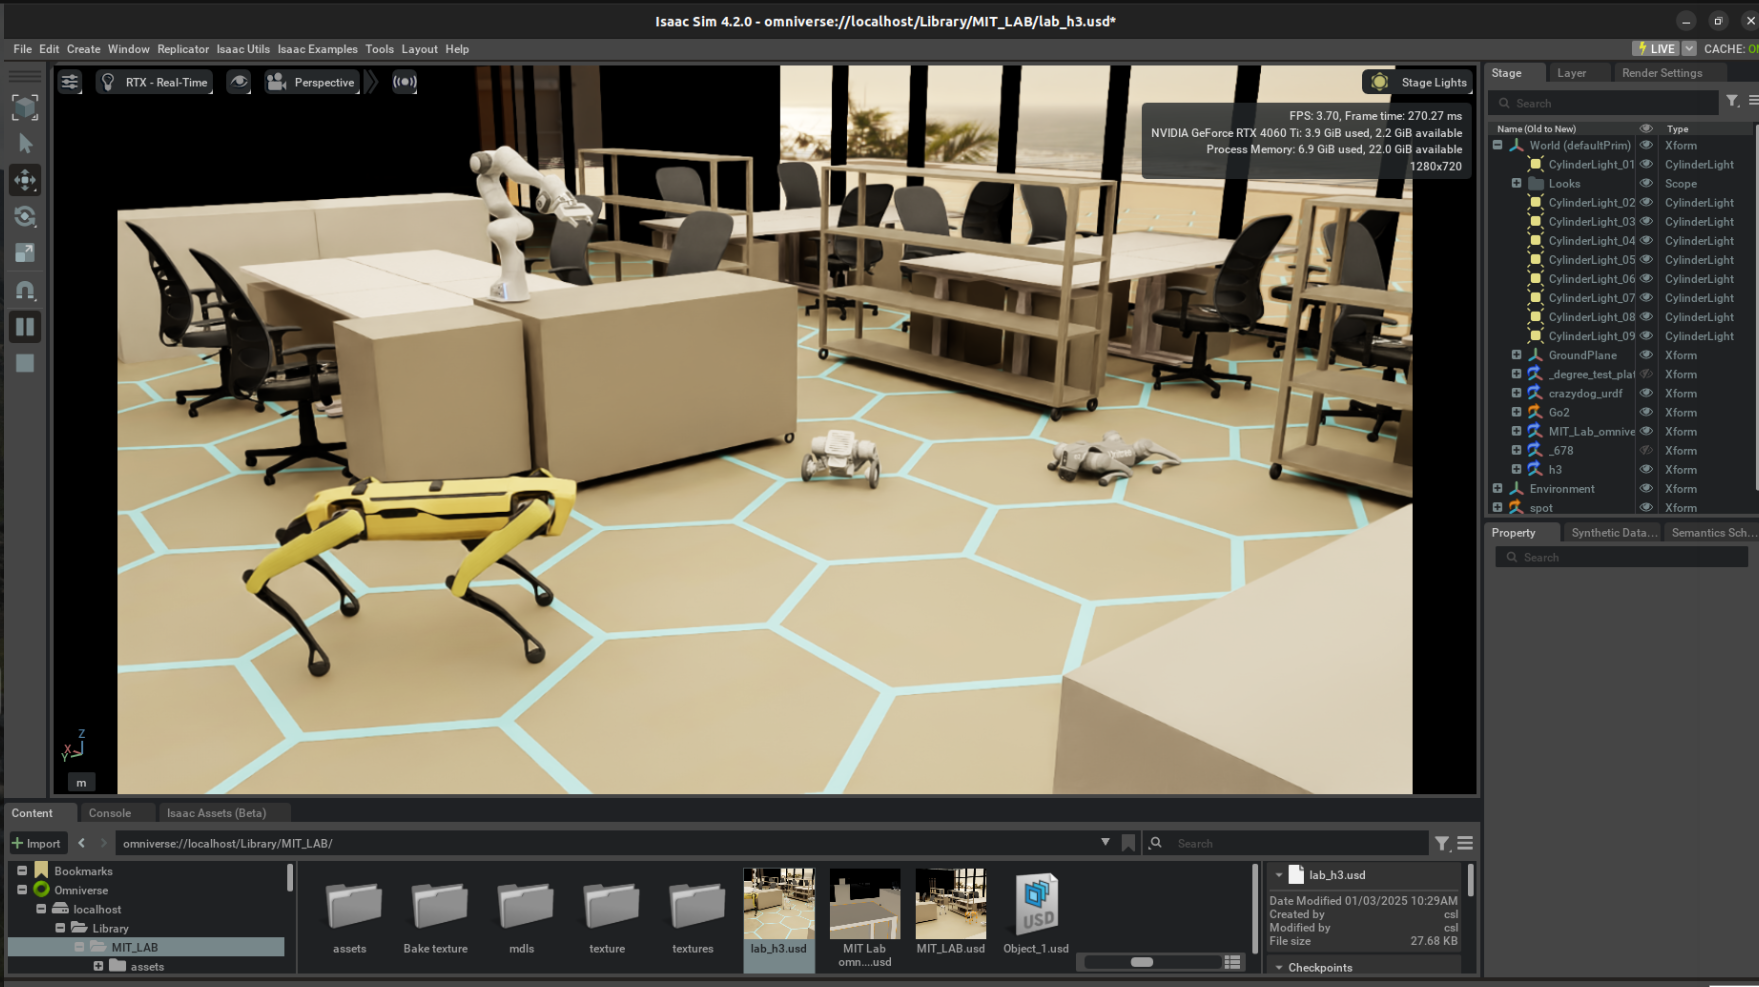 Isaac Sim 4.2.0 - omniverse://localhost/Library/MIT_LAB/lab_h3.usd*
File Edit Create Window Replicator Isaac Utils Isaac Examples Tools Layout Help
LIVE
CACHE:
RTX - Real-Time
Perspective
Stage Lights
FPS: 3.70, Frame time: 270.27 ms
NVIDIA GeForce RTX 4060 Ti: 3.9 GiB used, 2.2 GiB available
Process Memory: 6.9 GiB used, 22.0 GiB available
1280x720
Z
X
Y
m
Stage Layer Render Settings
Search
Name (Old to New) Type
World (defaultPrim) Xform
CylinderLight_01 CylinderLight
Looks Scope
CylinderLight_02 CylinderLight
CylinderLight_03 CylinderLight
CylinderLight_04 CylinderLight
CylinderLight_05 CylinderLight
CylinderLight_06 CylinderLight
CylinderLight_07 CylinderLight
CylinderLight_08 CylinderLight
CylinderLight_09 CylinderLight
GroundPlane Xform
_degree_test_plat Xform
crazydog_urdf Xform
Go2 Xform
MIT_Lab_omnive Xform
_678 Xform
h3 Xform
Environment Xform
spot Xform
Property Synthetic Data... Semantics Sch...
Search
Content Console Isaac Assets (Beta)
Import
omniverse://localhost/Library/MIT_LAB/
Search
Bookmarks
Omniverse
localhost
Library
MIT_LAB
assets
assets
Bake texture
mdls
texture
textures
lab_h3.usd
MIT Lab
omn....usd
MIT_LAB.usd
USD
Object_1.usd
lab_h3.usd
Date Modified 01/03/2025 10:29AM
Created by csl
Modified by csl
File size 27.68 KB
Checkpoints